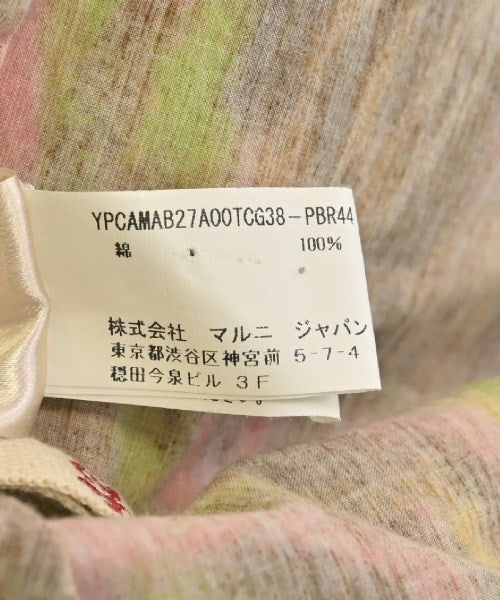 YPCAMAB27A00TCG38-PBR44
綿 100%
株式会社 マルニ ジャパン
東京都渋谷区神宮前 5-7-4
穏田今泉ビル 3F